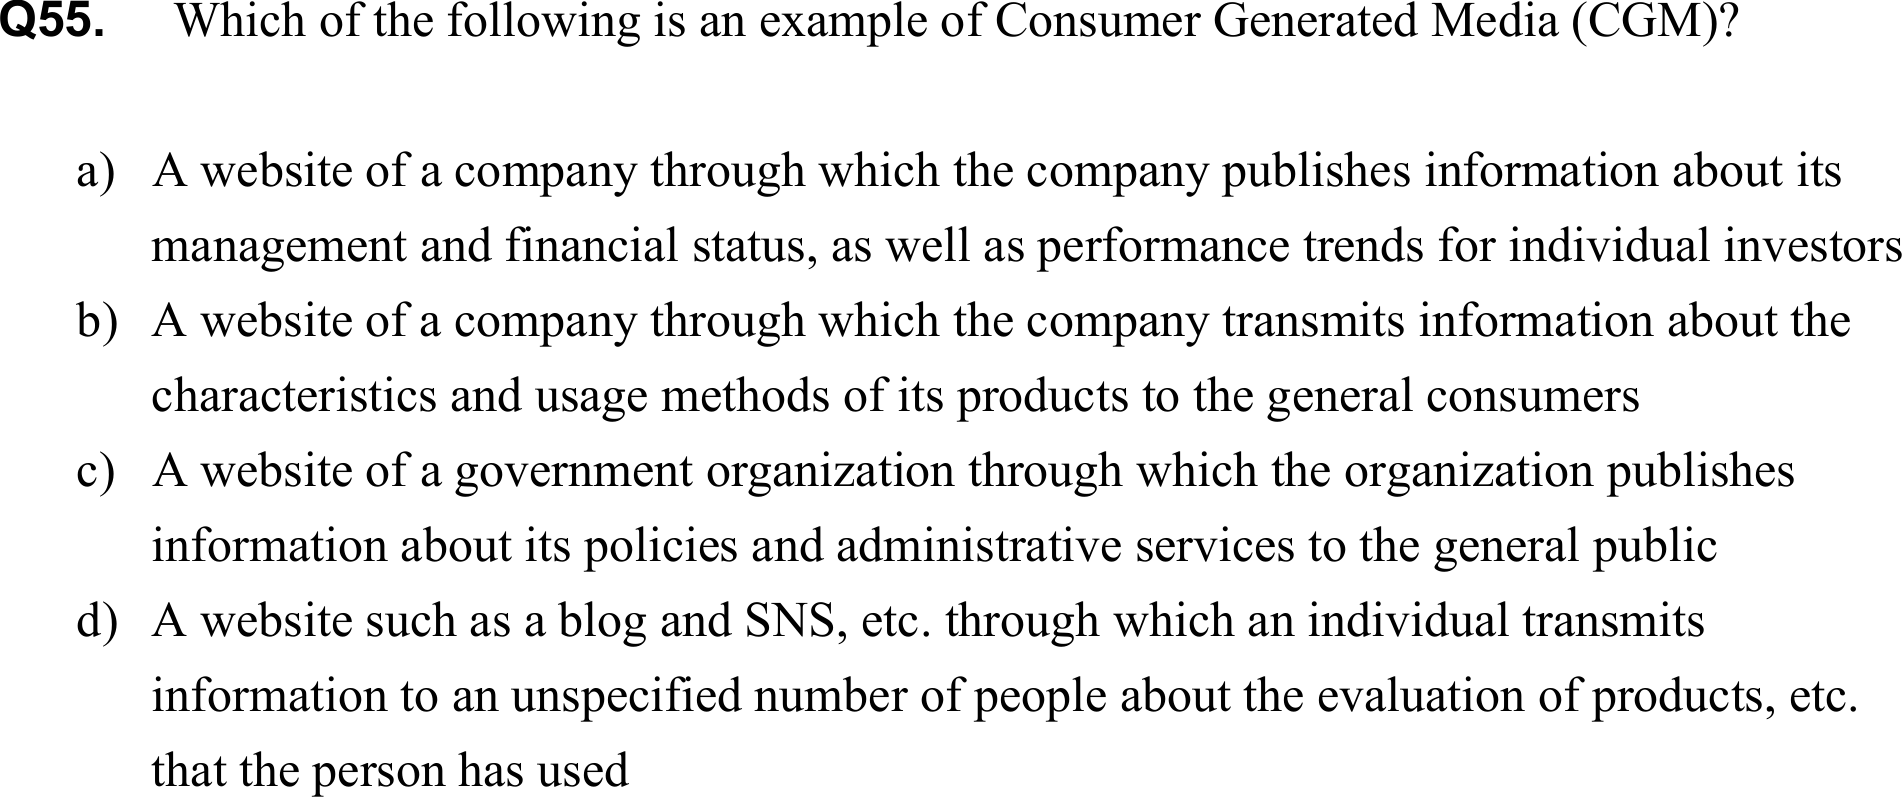 Q55. Which of the following is an example of Consumer Generated Media (CGM)?
a) A website of a company through which the company publishes information about its
management and financial status, as well as performance trends for individual investors
b) A website of a company through which the company transmits information about the
characteristics and usage methods of its products to the general consumers
c) A website of a government organization through which the organization publishes
information about its policies and administrative services to the general public
d) A website such as a blog and SNS, etc. through which an individual transmits
information to an unspecified number of people about the evaluation of products, etc.
that the person has used